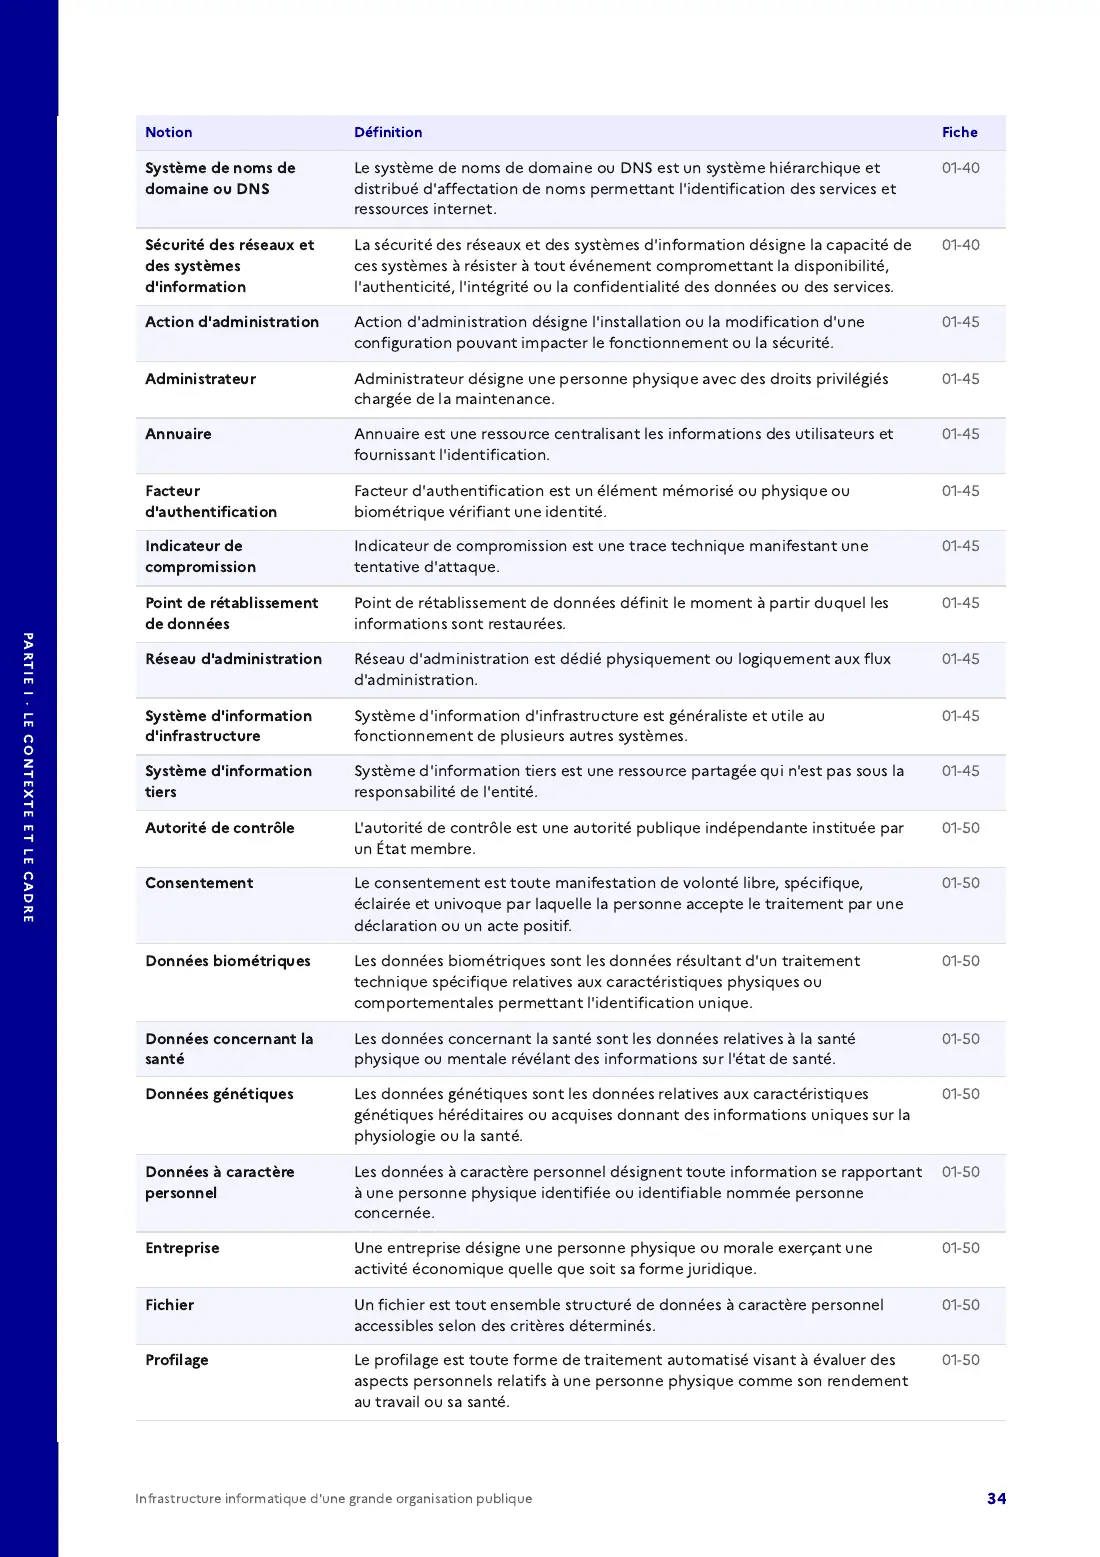 Notion Définition Fiche
Système de noms de Le système de noms de domaine ou DNS est un système hiérarchique et 01-40
domaine ou DNS distribué d'affectation de noms permettant l'identification des services et
ressources internet.
Sécurité des réseaux et La sécurité des réseaux et des systèmes d'information désigne la capacité de 01-40
des systèmes ces systèmes à résister à tout événement compromettant la disponibilité,
d'information l'authenticité, l'intégrité ou la confidentialité des données ou des services.
Action d'administration Action d'administration désigne l'installation ou la modification d'une 01-45
configuration pouvant impacter le fonctionnement ou la sécurité.
Administrateur Administrateur désigne une personne physique avec des droits privilégiés 01-45
chargée de la maintenance.
Annuaire Annuaire est une ressource centralisant les informations des utilisateurs et 01-45
fournissant l'identification.
Facteur Facteur d'authentification est un élément mémorisé ou physique ou 01-45
d'authentification biométrique vérifiant une identité.
Indicateur de Indicateur de compromission est une trace technique manifestant une 01-45
compromission tentative d'attaque.
Point de rétablissement Point de rétablissement de données définit le moment à partir duquel les 01-45
de données informations sont restaurées.
Réseau d'administration Réseau d'administration est dédié physiquement ou logiquement aux flux 01-45
d'administration.
Système d'information Système d'information d'infrastructure est généraliste et utile au 01-45
d'infrastructure fonctionnement de plusieurs autres systèmes.
Système d'information Système d'information tiers est une ressource partagée qui n'est pas sous la 01-45
tiers responsabilité de l'entité.
Autorité de contrôle L'autorité de contrôle est une autorité publique indépendante instituée par 01-50
un État membre.
Consentement Le consentement est toute manifestation de volonté libre, spécifique, 01-50
éclairée et univoque par laquelle la personne accepte le traitement par une
déclaration ou un acte positif.
Données biométriques Les données biométriques sont les données résultant d'un traitement 01-50
technique spécifique relatives aux caractéristiques physiques ou
comportementales permettant l'identification unique.
Données concernant la Les données concernant la santé sont les données relatives à la santé 01-50
santé physique ou mentale révélant des informations sur l'état de santé.
Données génétiques Les données génétiques sont les données relatives aux caractéristiques 01-50
génétiques héréditaires ou acquises donnant des informations uniques sur la
physiologie ou la santé.
Données à caractère Les données à caractère personnel désignent toute information se rapportant 01-50
personnel à une personne physique identifiée ou identifiable nommée personne
concernée.
Entreprise Une entreprise désigne une personne physique ou morale exerçant une 01-50
activité économique quelle que soit sa forme juridique.
Fichier Un fichier est tout ensemble structuré de données à caractère personnel 01-50
accessibles selon des critères déterminés.
Profilage Le profilage est toute forme de traitement automatisé visant à évaluer des 01-50
aspects personnels relatifs à une personne physique comme son rendement
au travail ou sa santé.
PARTIE I · LE CONTEXTE ET LE CADRE
Infrastructure informatique d'une grande organisation publique 34